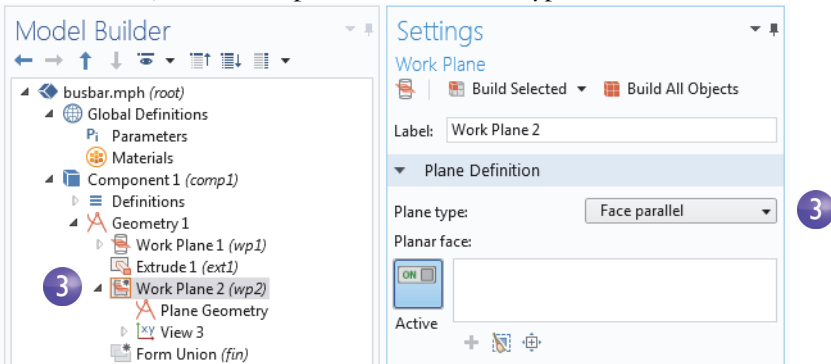 Model Builder
busbar.mph (root)
Global Definitions
Pi Parameters
Materials
Component 1 (comp1)
Definitions
Geometry 1
Work Plane 1 (wp1)
Extrude 1 (ext1)
3
Work Plane 2 (wp2)
Plane Geometry
xy View 3
Form Union (fin)
Settings
Work Plane
Build Selected Build All Objects
Label: Work Plane 2
Plane Definition
Plane type: Face parallel
3
Planar face:
ON
Active